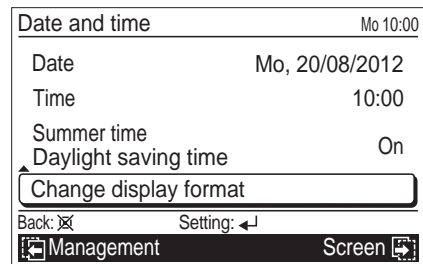 Date and time Mo 10:00
Date Mo, 20/08/2012
Time 10:00
Summer time
Daylight saving time On
Change display format
Back: Setting:
Management Screen